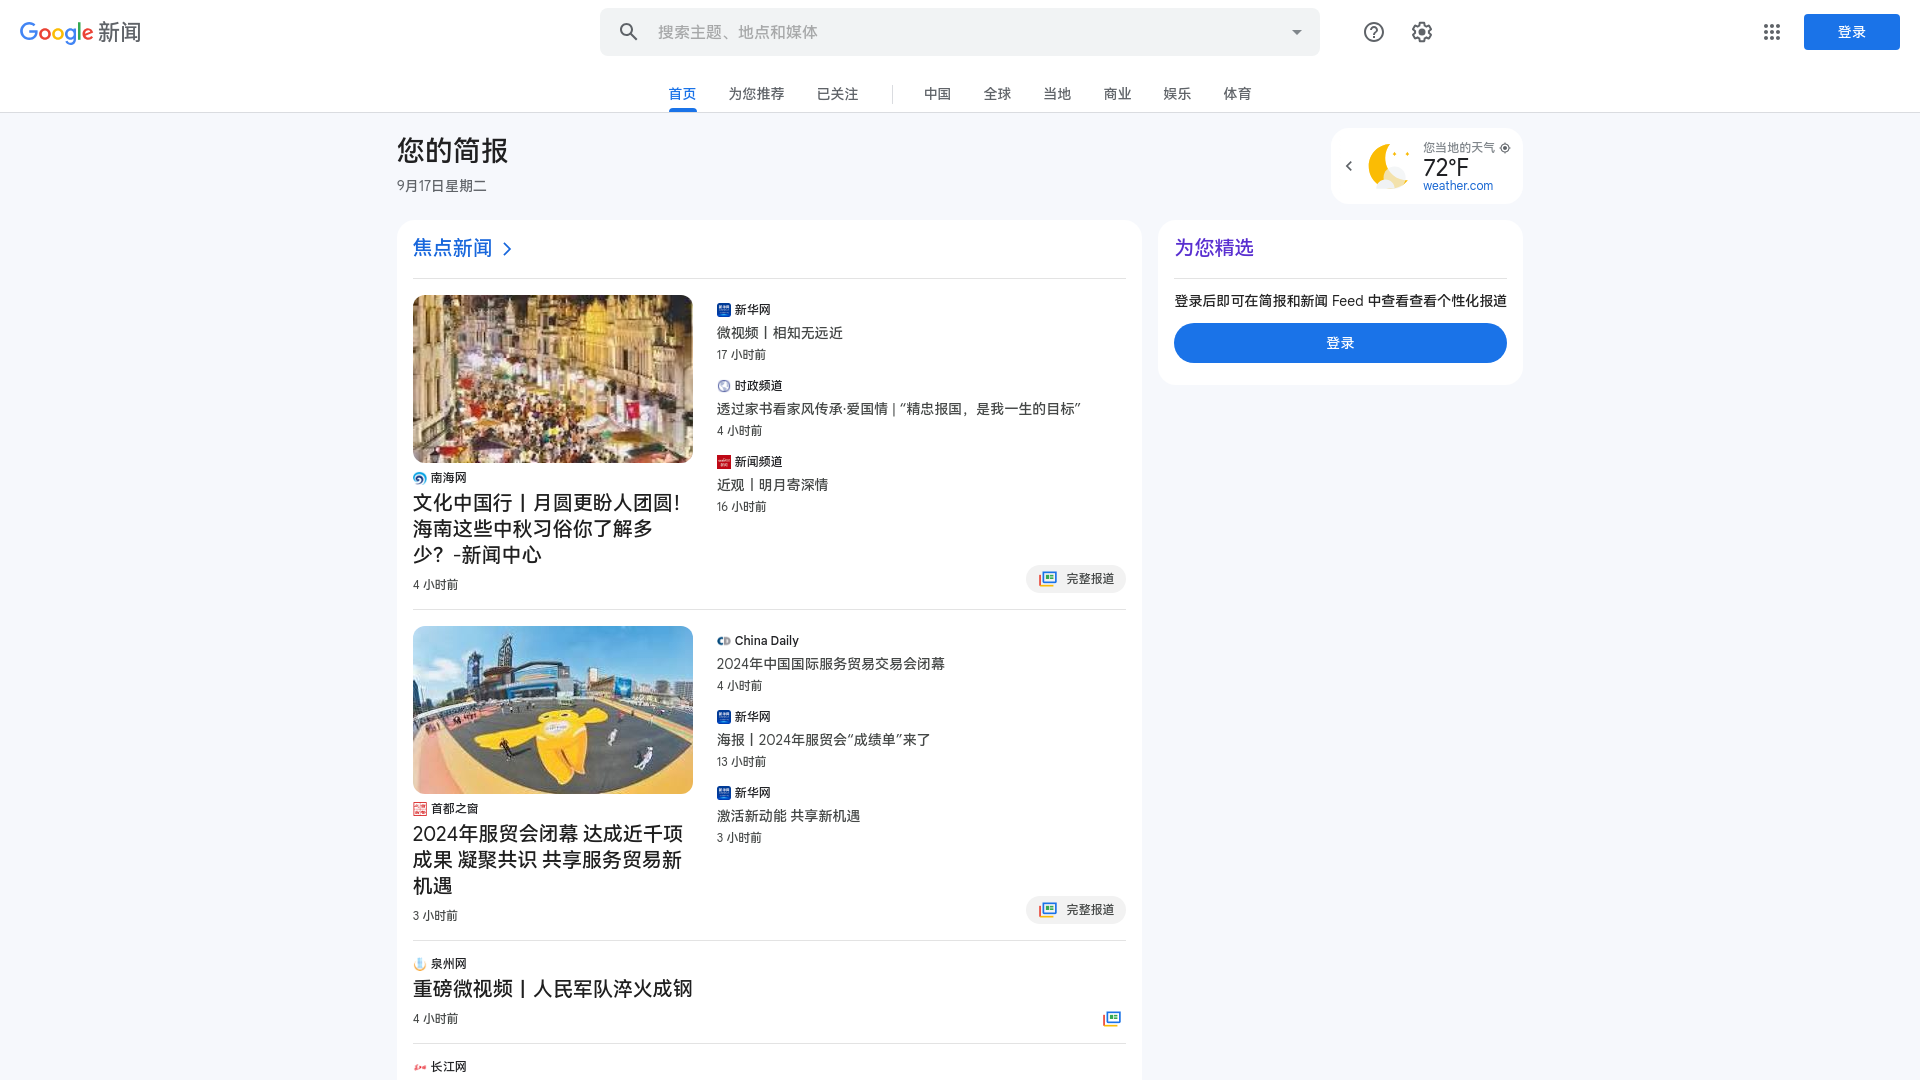 Google 新闻
搜索主题、地点和媒体
登录
首页
为您推荐
已关注
中国
全球
当地
商业
娱乐
体育
您的简报
9月17日星期二
您当地的天气
72°F
weather.com
焦点新闻
南海网
文化中国行丨月圆更盼人团圆！
海南这些中秋习俗你了解多
少？-新闻中心
4 小时前
新华网
微视频丨相知无远近
17 小时前
时政频道
透过家书看家风传承·爱国情 | “精忠报国，是我一生的目标”
4 小时前
新闻频道
近观丨明月寄深情
16 小时前
完整报道
首都之窗
2024年服贸会闭幕 达成近千项
成果 凝聚共识 共享服务贸易新
机遇
3 小时前
China Daily
2024年中国国际服务贸易交易会闭幕
4 小时前
新华网
海报丨2024年服贸会“成绩单”来了
13 小时前
新华网
激活新动能 共享新机遇
3 小时前
完整报道
泉州网
重磅微视频丨人民军队淬火成钢
4 小时前
长江网
为您精选
登录后即可在简报和新闻 Feed 中查看查看个性化报道
登录